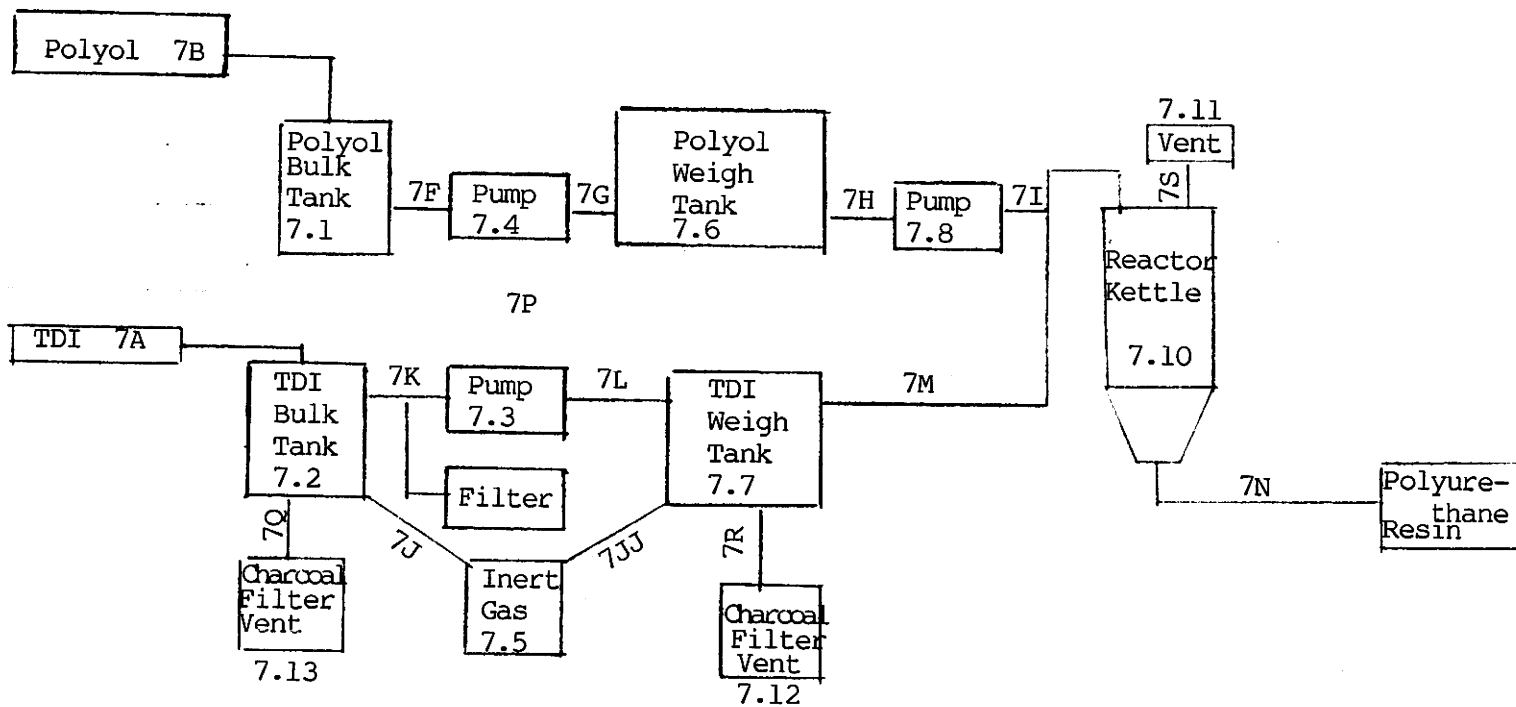 Polyol 7B
Polyol
Bulk
Tank
7.1
7F
Pump
7.4
7G
Polyol
Weigh
Tank
7.6
7H
Pump
7.8
7I
7.11
Vent
7S
Reactor
Kettle
7.10
7P
TDI 7A
TDI
Bulk
Tank
7.2
7K
Pump
7.3
7L
TDI
Weigh
Tank
7.7
7M
Filter
7Q
7J
7JJ
7R
7N
Polyure-
thane
Resin
Charcoal
Filter
Vent
7.13
Inert
Gas
7.5
Charcoal
Filter
Vent
7.12